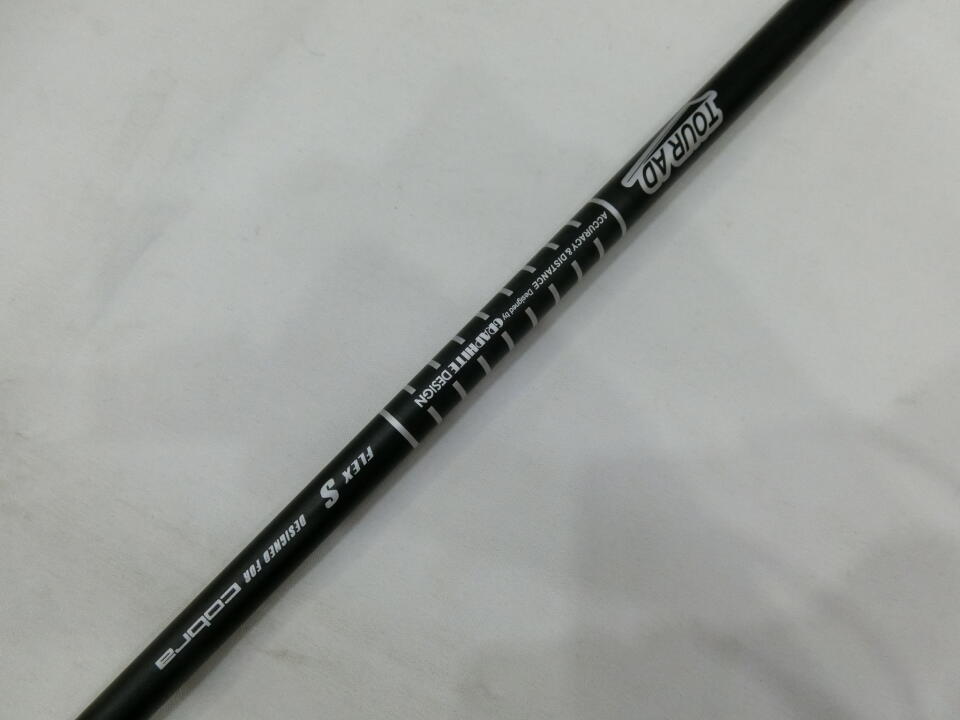 TOUR AD
ACCURACY & DISTANCE Designed by GRAPHITE DESIGN
FLEX S
DESIGNED FOR cobra